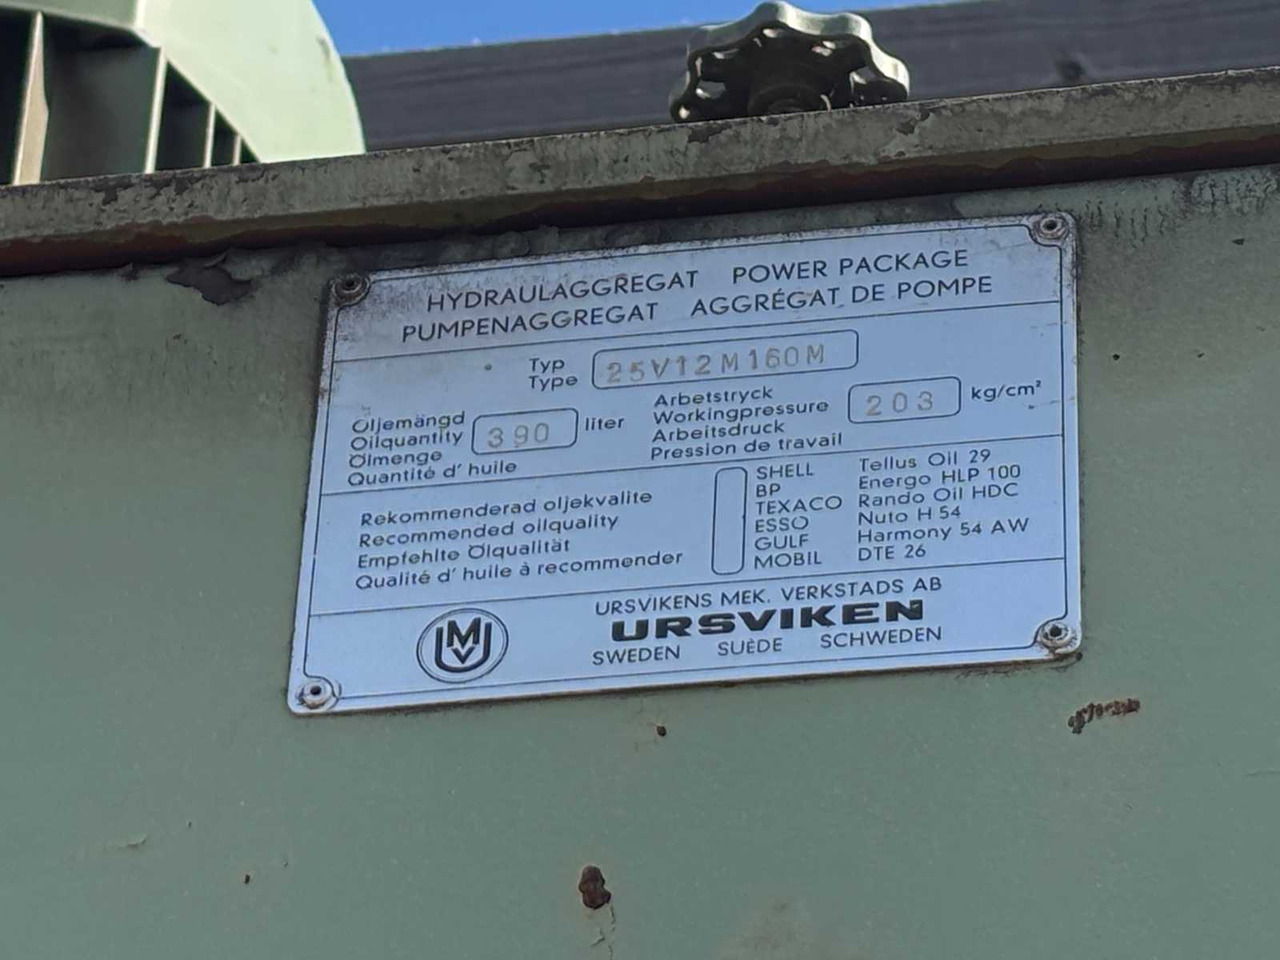 HYDRAULAGGREGAT POWER PACKAGE
PUMPENAGGREGAT AGGRÉGAT DE POMPE
Typ
Type
25V12M160M
Oljemängd
Oilquantity
Ölmenge
Quantité d' huile
390
liter
Arbetstryck
Workingpressure
Arbeitsdruck
Pression de travail
203
kg/cm²
Rekommenderad oljekvalite
Recommended oilquality
Empfehlte Ölqualität
Qualité d' huile à recommender
SHELL Tellus Oil 29
BP Energo HLP 100
TEXACO Rando Oil HDC
ESSO Nuto H 54
GULF Harmony 54 AW
MOBIL DTE 26
UMV
URSVIKENS MEK. VERKSTADS AB
URSVIKEN
SWEDEN SUÈDE SCHWEDEN